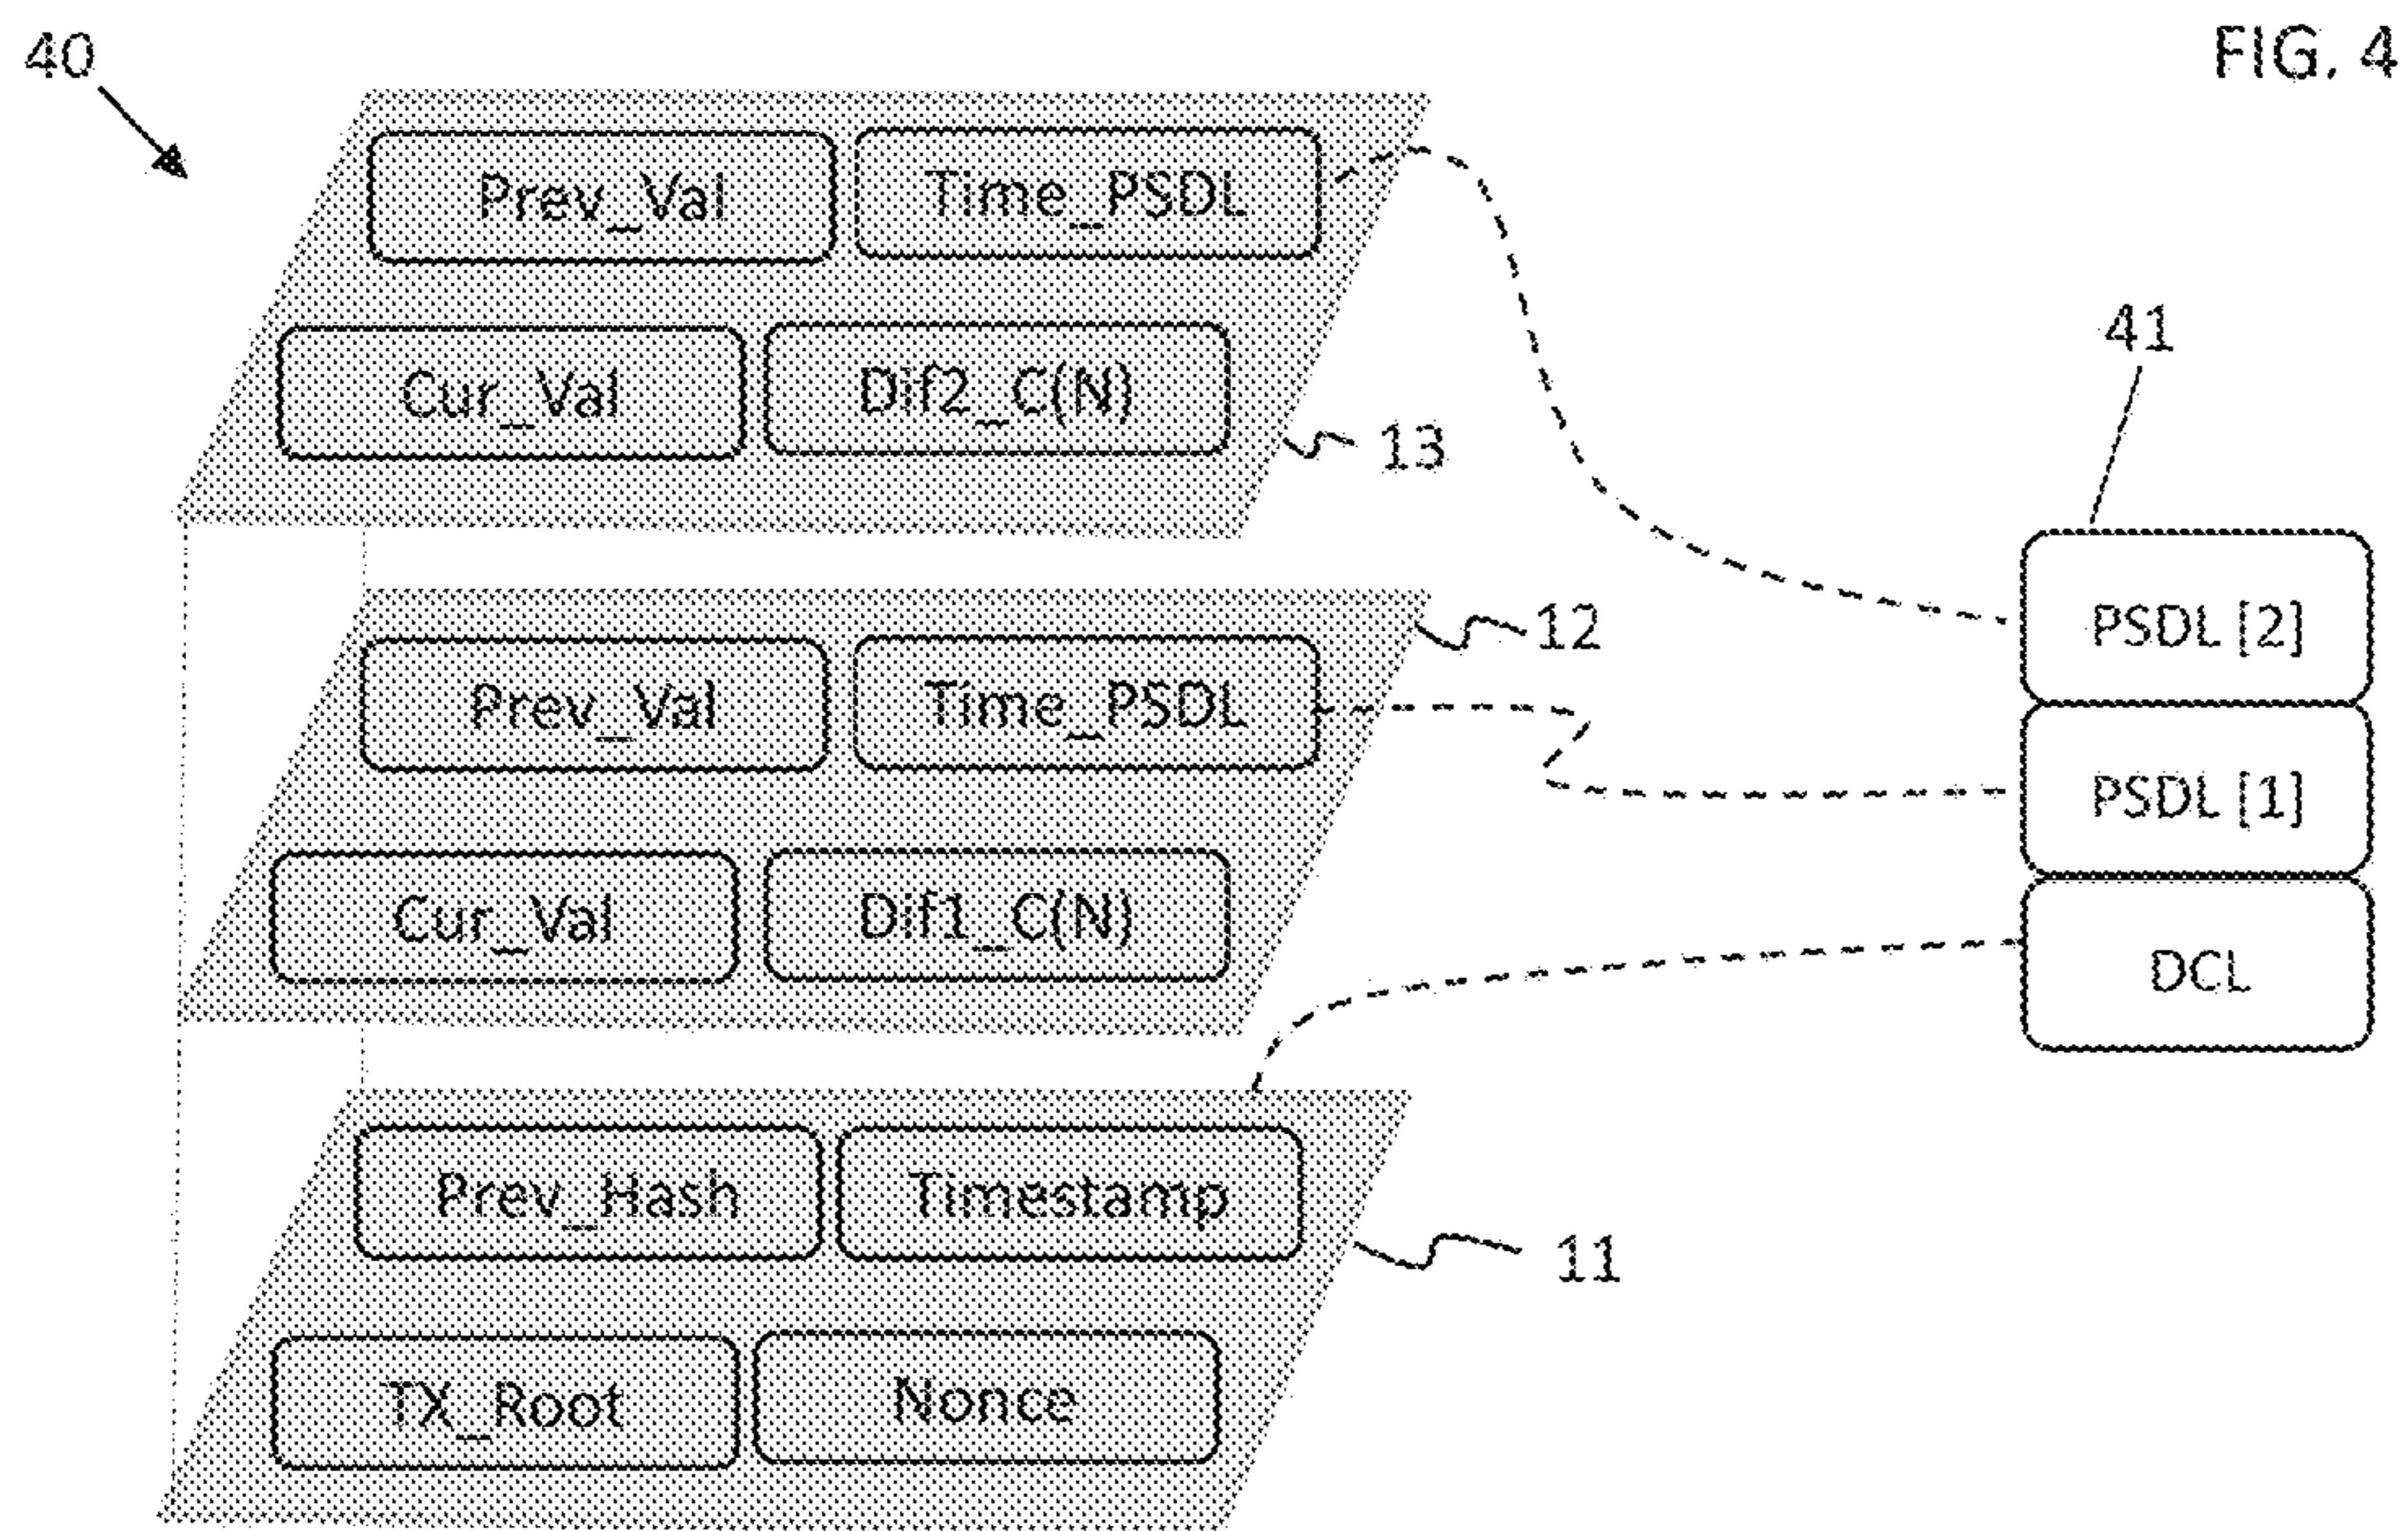 40
FIG. 4
Prev_Val
Time_PSDL
Cur_Val
Dif2_C(N)
13
41
12
PSDL [2]
Prev_Val
Time_PSDL
PSDL [1]
Cur_Val
Dif1_C(N)
DCL
Prev_Hash
Timestamp
11
TX_Root
Nonce